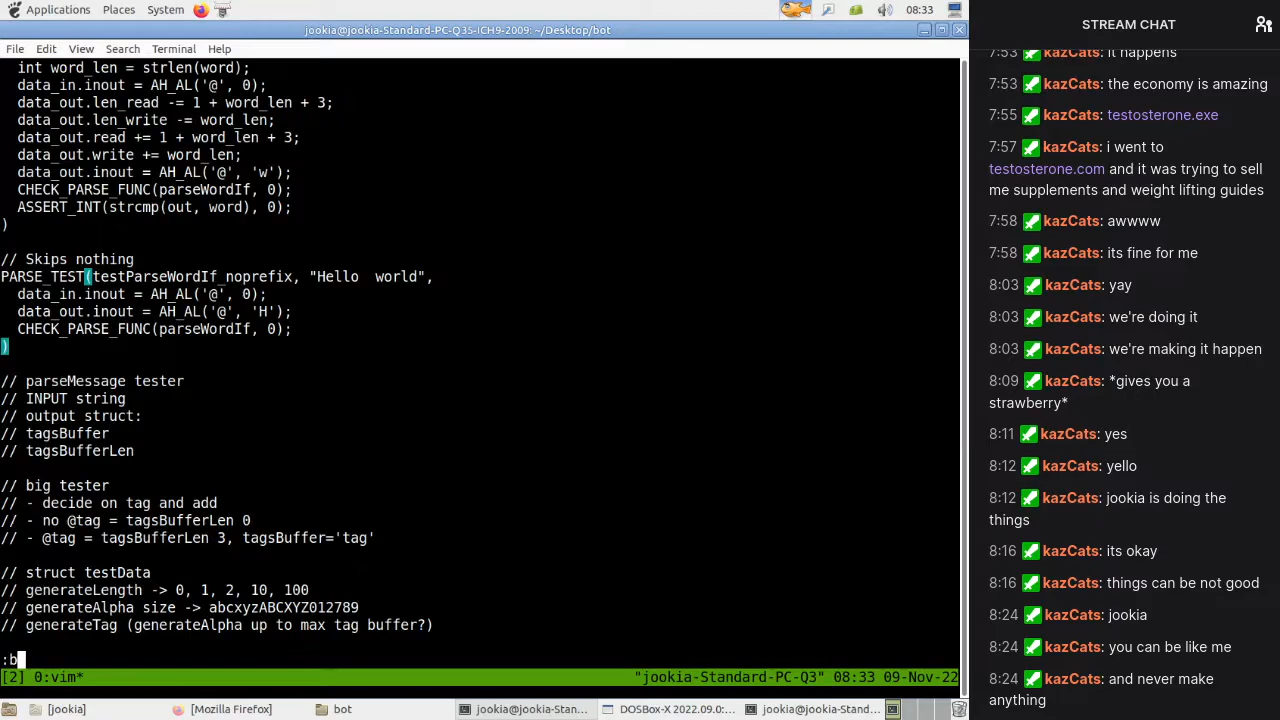 Applications Places System 08:33
jookia@jookia-Standard-PC-Q35-ICH9-2009: ~/Desktop/bot
File Edit View Search Terminal Help
int word_len = strlen(word);
data_in.inout = AH_AL('@', 0);
data_out.len_read -= 1 + word_len + 3;
data_out.len_write -= word_len;
data_out.read += 1 + word_len + 3;
data_out.write += word_len;
data_out.inout = AH_AL('@', 'w');
CHECK_PARSE_FUNC(parseWordIf, 0);
ASSERT_INT(strcmp(out, word), 0);
)
// Skips nothing
PARSE_TEST(testParseWordIf_noprefix, "Hello  world",
data_in.inout = AH_AL('@', 0);
data_out.inout = AH_AL('@', 'H');
CHECK_PARSE_FUNC(parseWordIf, 0);
)
// parseMessage tester
// INPUT string
// output struct:
// tagsBuffer
// tagsBufferLen
// big tester
// - decide on tag and add
// - no @tag = tagsBufferLen 0
// - @tag = tagsBufferLen 3, tagsBuffer='tag'
// struct testData
// generateLength -> 0, 1, 2, 10, 100
// generateAlpha size -> abcxyzABCXYZ012789
// generateTag (generateAlpha up to max tag buffer?)
:b
[2] 0:vim* "jookia-Standard-PC-Q3" 08:33 09-Nov-22
[jookia] [Mozilla Firefox] bot jookia@jookia-Stan... DOSBox-X 2022.09.0:... jookia@jookia-Stand...
STREAM CHAT
7:53 kazCats: it happens
7:53 kazCats: the economy is amazing
7:55 kazCats: testosterone.exe
7:57 kazCats: i went to
testosterone.com and it was trying to sell
me supplements and weight lifting guides
7:58 kazCats: awwww
7:58 kazCats: its fine for me
8:03 kazCats: yay
8:03 kazCats: we're doing it
8:03 kazCats: we're making it happen
8:09 kazCats: *gives you a
strawberry*
8:11 kazCats: yes
8:12 kazCats: yello
8:12 kazCats: jookia is doing the
things
8:16 kazCats: its okay
8:16 kazCats: things can be not good
8:24 kazCats: jookia
8:24 kazCats: you can be like me
8:24 kazCats: and never make
anything